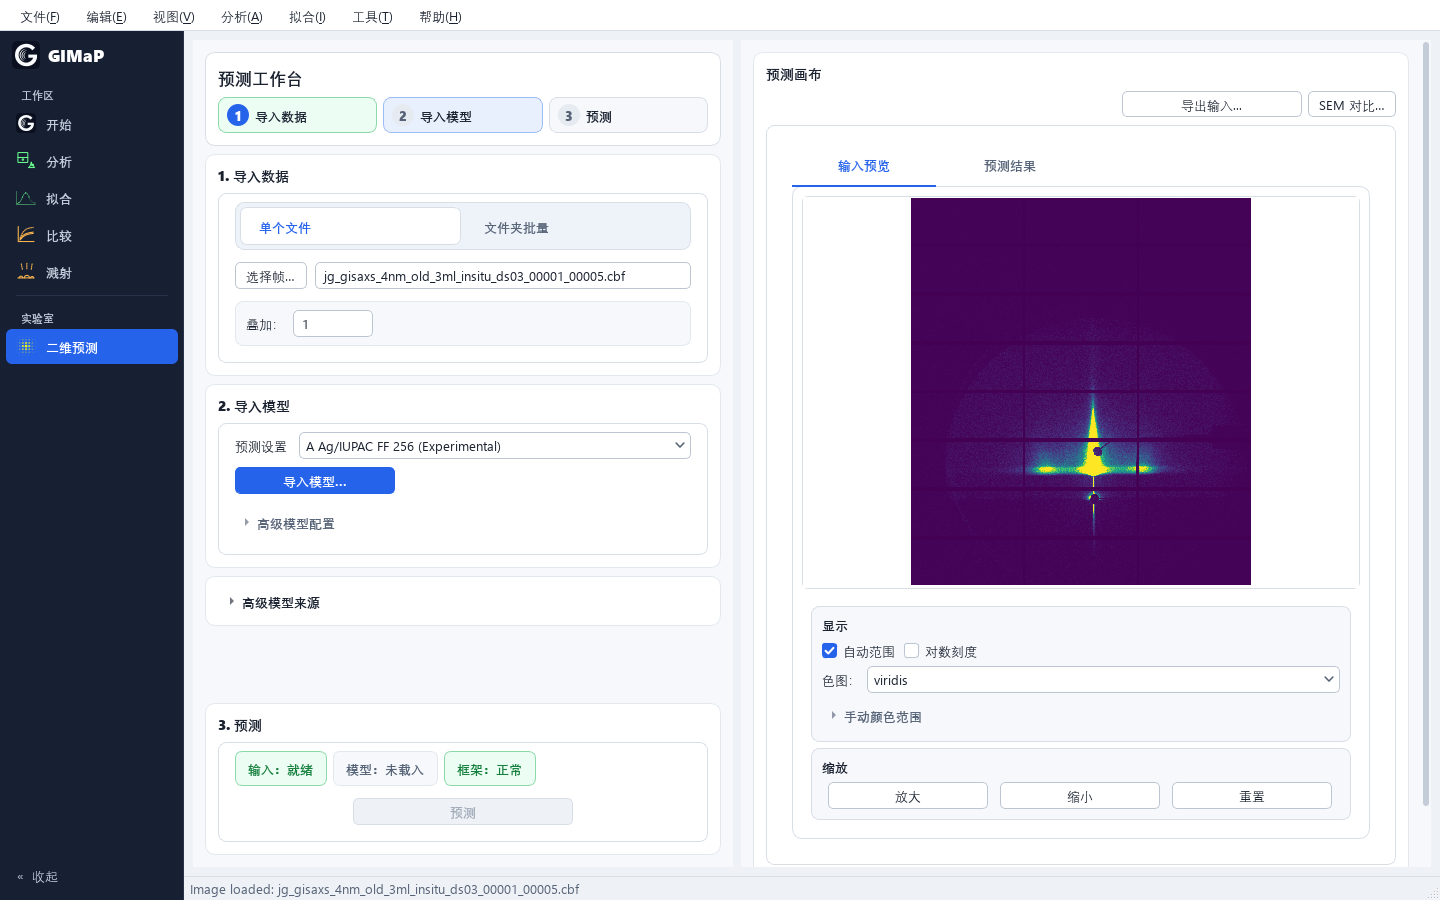 文件(F) 编辑(E) 视图(V) 分析(A) 拟合(I) 工具(T) 帮助(H)
GIMaP
工作区
开始
分析
拟合
比较
溅射
实验室
二维预测
« 收起
预测工作台
1 导入数据
2 导入模型
3 预测
1. 导入数据
单个文件
文件夹批量
选择帧...
jg_gisaxs_4nm_old_3ml_insitu_ds03_00001_00005.cbf
叠加:
1
2. 导入模型
预测设置
A Ag/IUPAC FF 256 (Experimental)
导入模型...
高级模型配置
高级模型来源
3. 预测
输入: 就绪
模型: 未载入
框架: 正常
预测
预测画布
导出输入...
SEM 对比...
输入预览
预测结果
显示
自动范围
对数刻度
色图:
viridis
手动颜色范围
缩放
放大
缩小
重置
Image loaded: jg_gisaxs_4nm_old_3ml_insitu_ds03_00001_00005.cbf